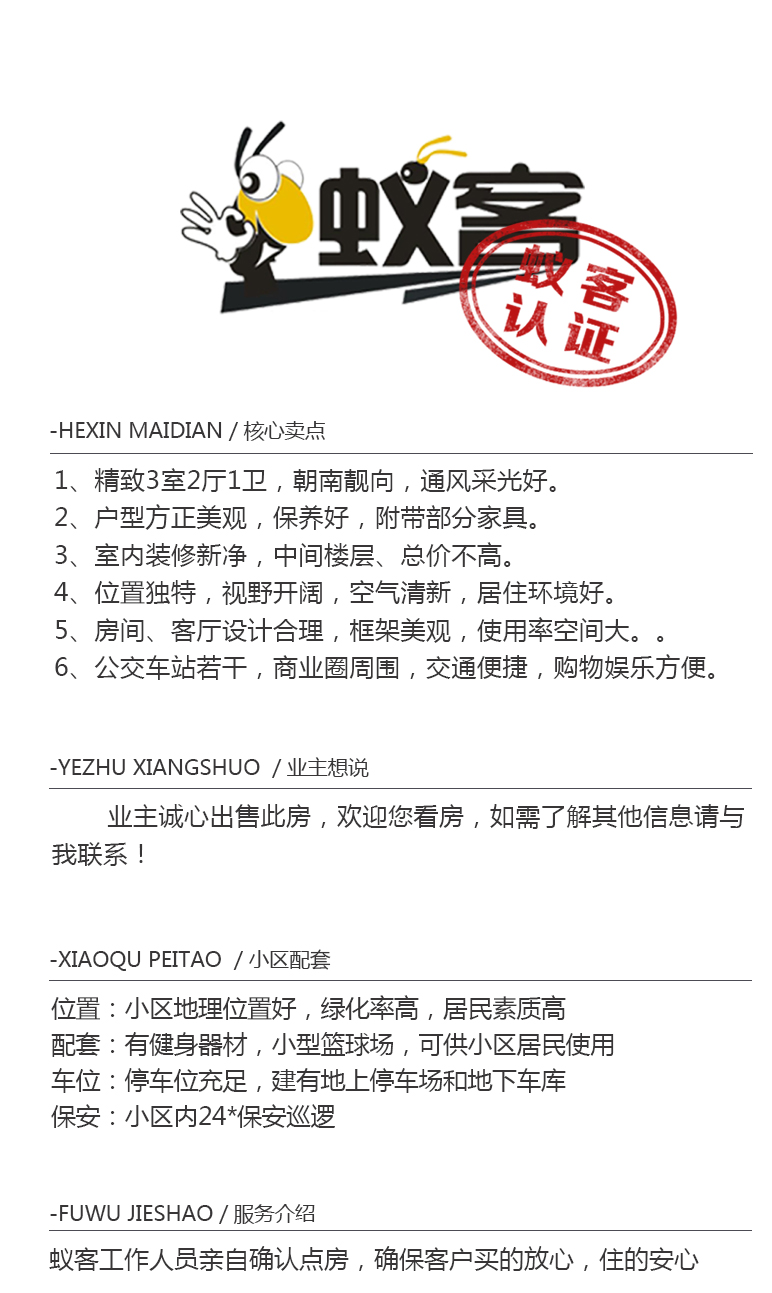 蚁客
蚁客
认证
-HEXIN MAIDIAN / 核心卖点
1、精致3室2厅1卫，朝南靓向，通风采光好。
2、户型方正美观，保养好，附带部分家具。
3、室内装修新净，中间楼层、总价不高。
4、位置独特，视野开阔，空气清新，居住环境好。
5、房间、客厅设计合理，框架美观，使用率空间大。。
6、公交车站若干，商业圈周围，交通便捷，购物娱乐方便。
-YEZHU XIANGSHUO / 业主想说
业主诚心出售此房，欢迎您看房，如需了解其他信息请与
我联系！
-XIAOQU PEITAO / 小区配套
位置：小区地理位置好，绿化率高，居民素质高
配套：有健身器材，小型篮球场，可供小区居民使用
车位：停车位充足，建有地上停车场和地下车库
保安：小区内24*保安巡逻
-FUWU JIESHAO / 服务介绍
蚁客工作人员亲自确认点房，确保客户买的放心，住的安心